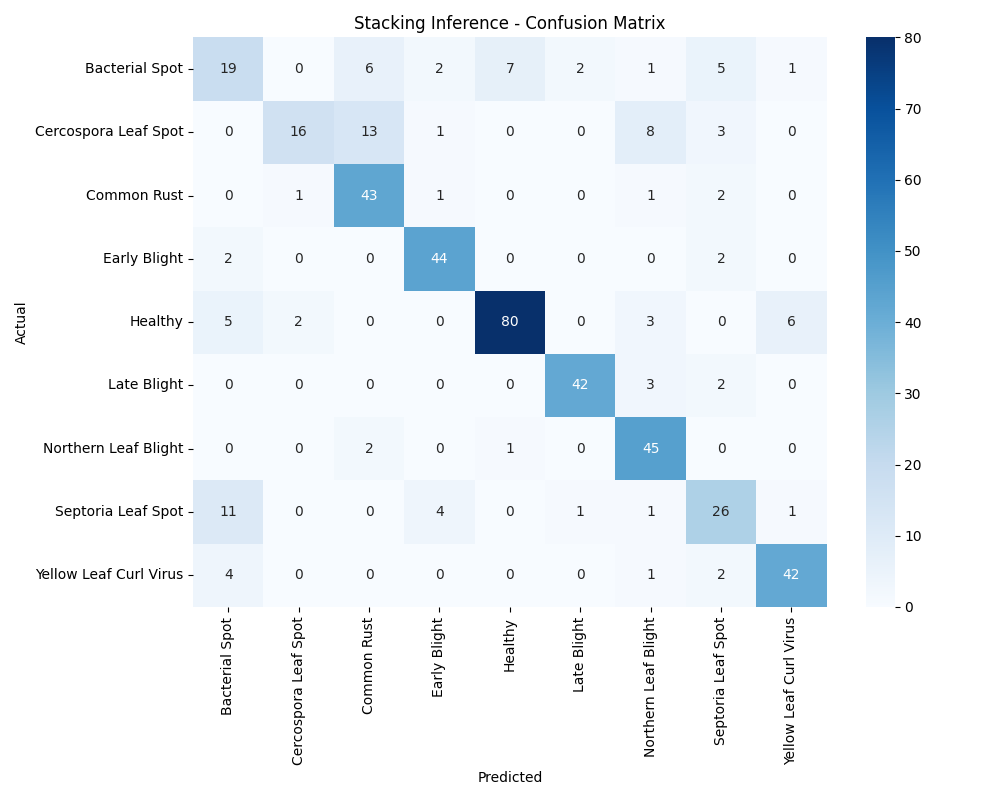 Stacking Inference - Confusion Matrix
Actual
Bacterial Spot 19 0 6 2 7 2 1 5 1
Cercospora Leaf Spot 0 16 13 1 0 0 8 3 0
Common Rust 0 1 43 1 0 0 1 2 0
Early Blight 2 0 0 44 0 0 0 2 0
Healthy 5 2 0 0 80 0 3 0 6
Late Blight 0 0 0 0 0 42 3 2 0
Northern Leaf Blight 0 0 2 0 1 0 45 0 0
Septoria Leaf Spot 11 0 0 4 0 1 1 26 1
Yellow Leaf Curl Virus 4 0 0 0 0 0 1 2 42
Bacterial Spot
Cercospora Leaf Spot
Common Rust
Early Blight
Healthy
Late Blight
Northern Leaf Blight
Septoria Leaf Spot
Yellow Leaf Curl Virus
Predicted
80
70
60
50
40
30
20
10
0